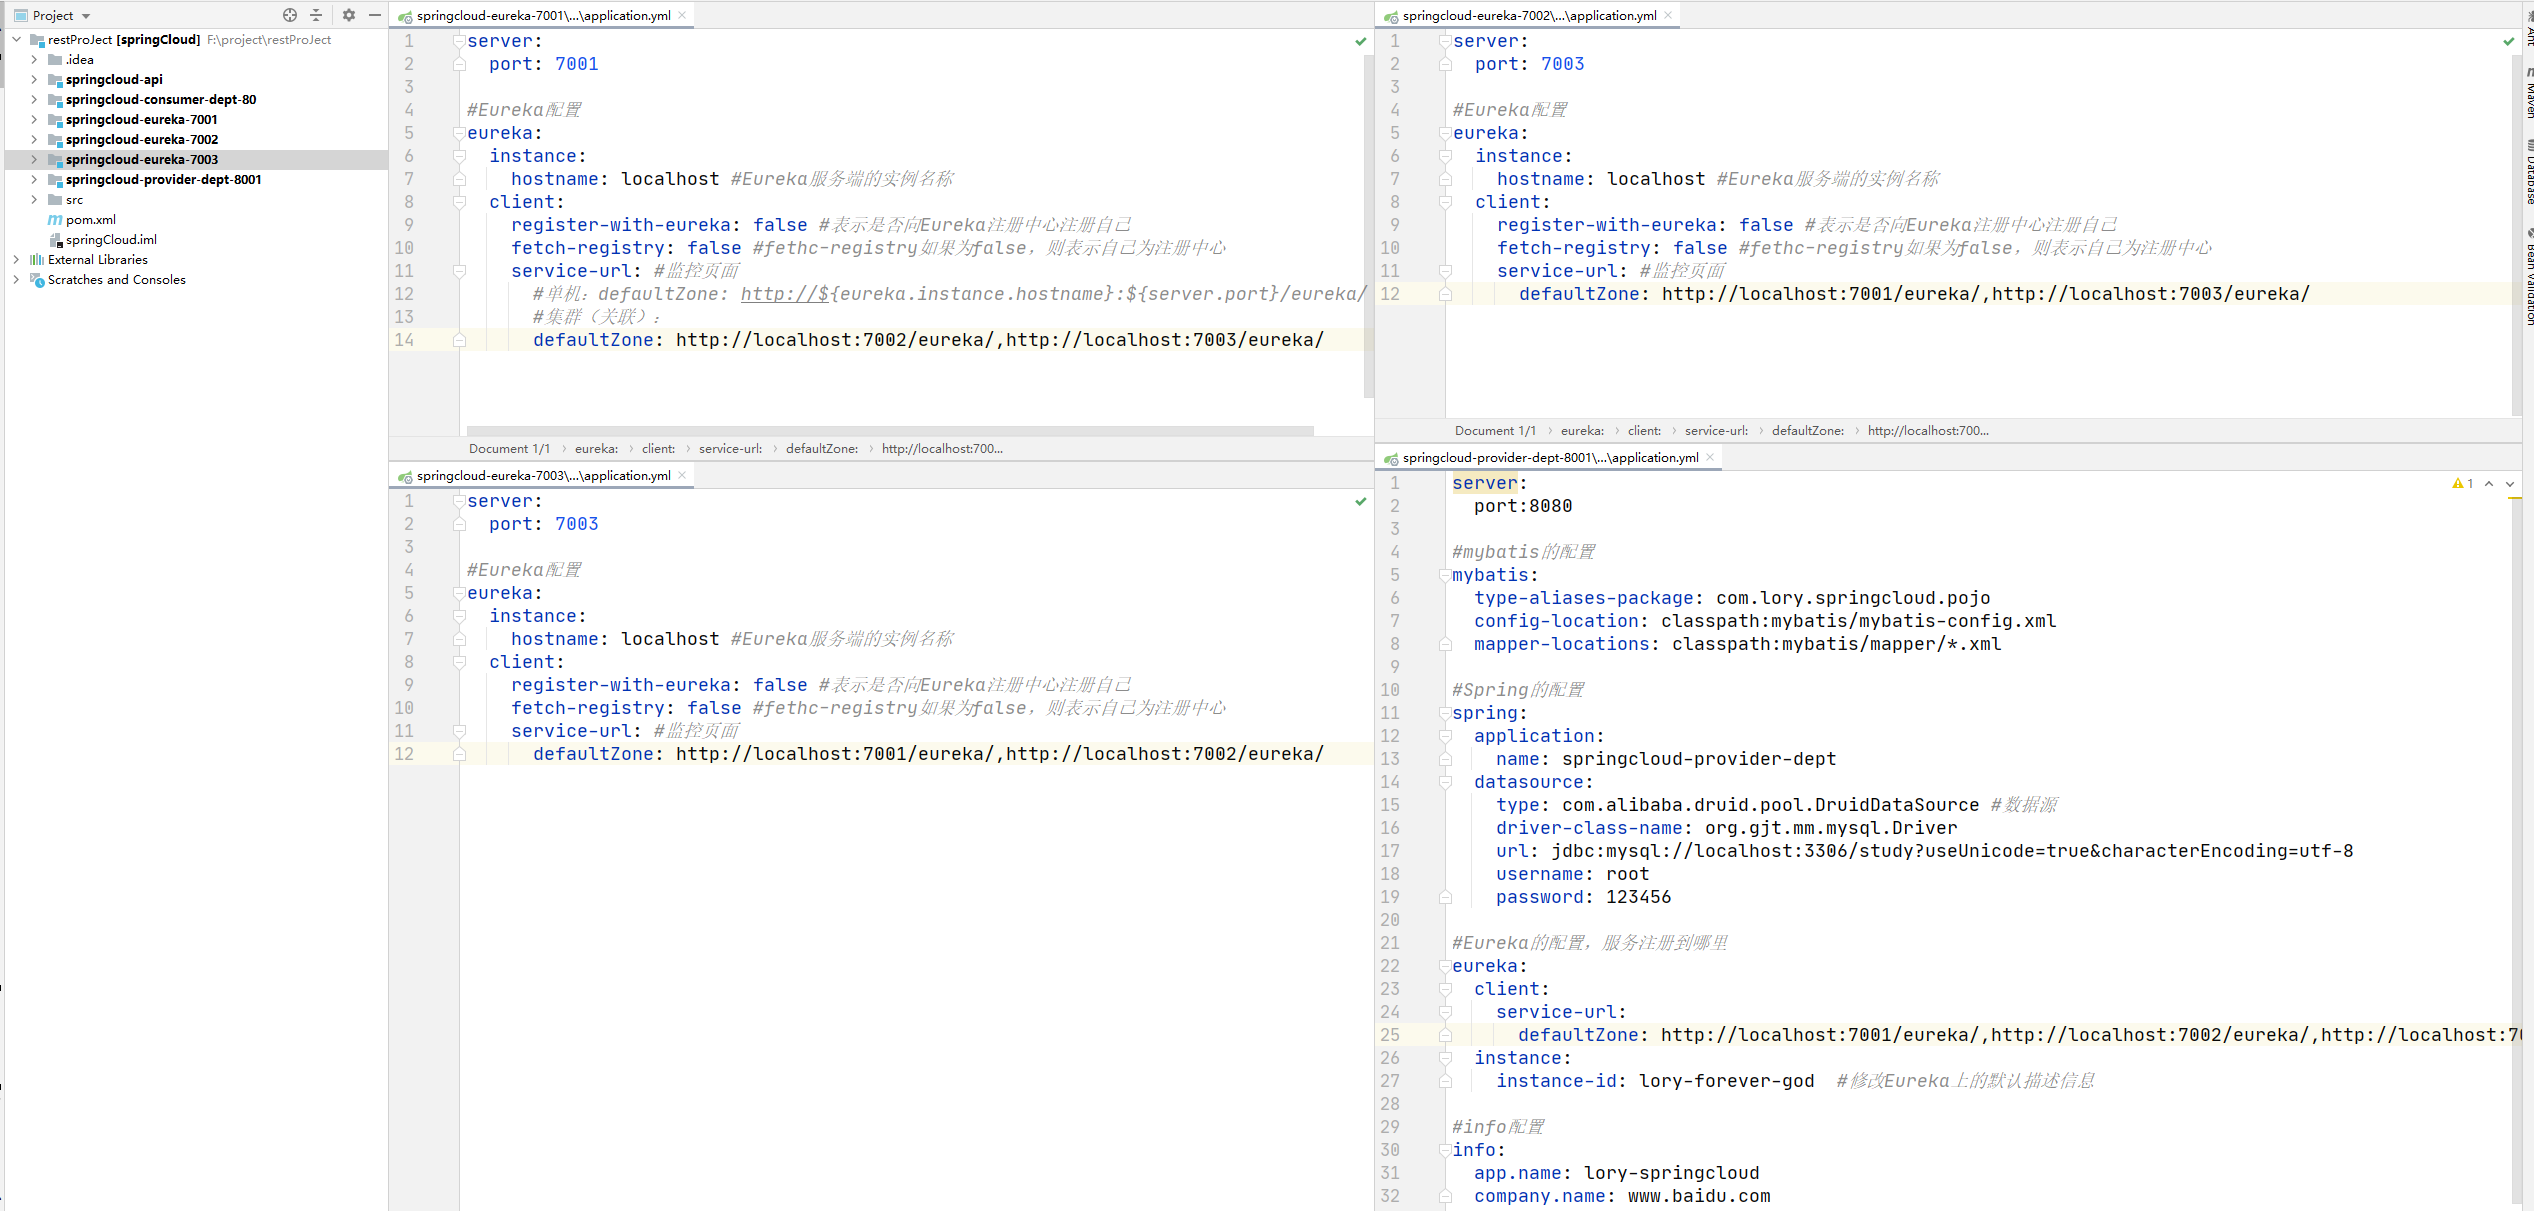 Project
restProJect [springCloud] F:\project\restProJect
.idea
springcloud-api
springcloud-consumer-dept-80
springcloud-eureka-7001
springcloud-eureka-7002
springcloud-eureka-7003
springcloud-provider-dept-8001
src
pom.xml
springCloud.iml
External Libraries
Scratches and Consoles
springcloud-eureka-7001\...\application.yml
1 server:
2 port: 7001
3
4 #Eureka配置
5 eureka:
6 instance:
7 hostname: localhost #Eureka服务端的实例名称
8 client:
9 register-with-eureka: false #表示是否向Eureka注册中心注册自己
10 fetch-registry: false #fethc-registry如果为false，则表示自己为注册中心
11 service-url: #监控页面
12 #单机：defaultZone: http://${eureka.instance.hostname}:${server.port}/eureka/
13 #集群（关联）：
14 defaultZone: http://localhost:7002/eureka/,http://localhost:7003/eureka/
Document 1/1 › eureka: › client: › service-url: › defaultZone: › http://localhost:700...
springcloud-eureka-7002\...\application.yml
1 server:
2 port: 7003
3
4 #Eureka配置
5 eureka:
6 instance:
7 hostname: localhost #Eureka服务端的实例名称
8 client:
9 register-with-eureka: false #表示是否向Eureka注册中心注册自己
10 fetch-registry: false #fethc-registry如果为false，则表示自己为注册中心
11 service-url: #监控页面
12 defaultZone: http://localhost:7001/eureka/,http://localhost:7003/eureka/
Document 1/1 › eureka: › client: › service-url: › defaultZone: › http://localhost:700...
springcloud-eureka-7003\...\application.yml
1 server:
2 port: 7003
3
4 #Eureka配置
5 eureka:
6 instance:
7 hostname: localhost #Eureka服务端的实例名称
8 client:
9 register-with-eureka: false #表示是否向Eureka注册中心注册自己
10 fetch-registry: false #fethc-registry如果为false，则表示自己为注册中心
11 service-url: #监控页面
12 defaultZone: http://localhost:7001/eureka/,http://localhost:7002/eureka/
springcloud-provider-dept-8001\...\application.yml
1 server:
1
2 port:8080
3
4 #mybatis的配置
5 mybatis:
6 type-aliases-package: com.lory.springcloud.pojo
7 config-location: classpath:mybatis/mybatis-config.xml
8 mapper-locations: classpath:mybatis/mapper/*.xml
9
10 #Spring的配置
11 spring:
12 application:
13 name: springcloud-provider-dept
14 datasource:
15 type: com.alibaba.druid.pool.DruidDataSource #数据源
16 driver-class-name: org.gjt.mm.mysql.Driver
17 url: jdbc:mysql://localhost:3306/study?useUnicode=true&characterEncoding=utf-8
18 username: root
19 password: 123456
20
21 #Eureka的配置，服务注册到哪里
22 eureka:
23 client:
24 service-url:
25 defaultZone: http://localhost:7001/eureka/,http://localhost:7002/eureka/,http://localhost:7
26 instance:
27 instance-id: lory-forever-god #修改Eureka上的默认描述信息
28
29 #info配置
30 info:
31 app.name: lory-springcloud
32 company.name: www.baidu.com
Ant
Maven
Database
Bean Validation